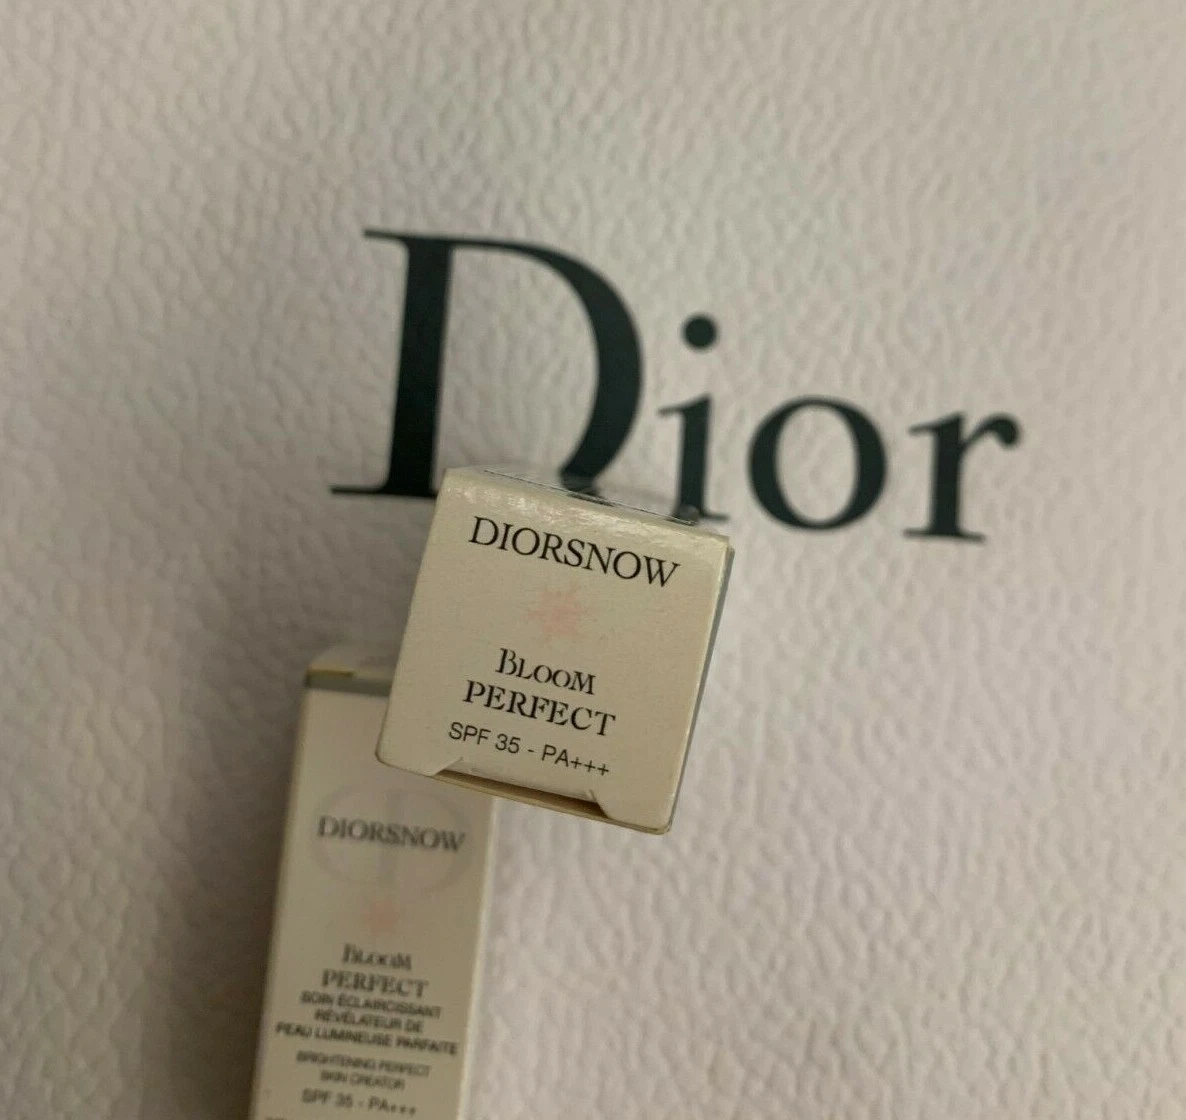 Dior
DIORSNOW
BLOOM
PERFECT
SPF 35 - PA+++
DIORSNOW
BLOOM
PERFECT
SOIN ÉCLAIRCISSANT
RÉVÉLATEUR DE
PEAU LUMINEUSE PARFAITE
BRIGHTENING PERFECT
SKIN CREATOR
SPF 35 - PA+++